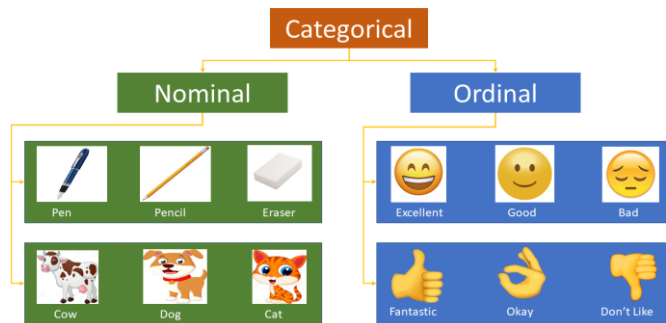 Categorical
Nominal
Ordinal
Pen Pencil Eraser
Excellent Good Bad
Cow Dog Cat
Fantastic Okay Don't Like